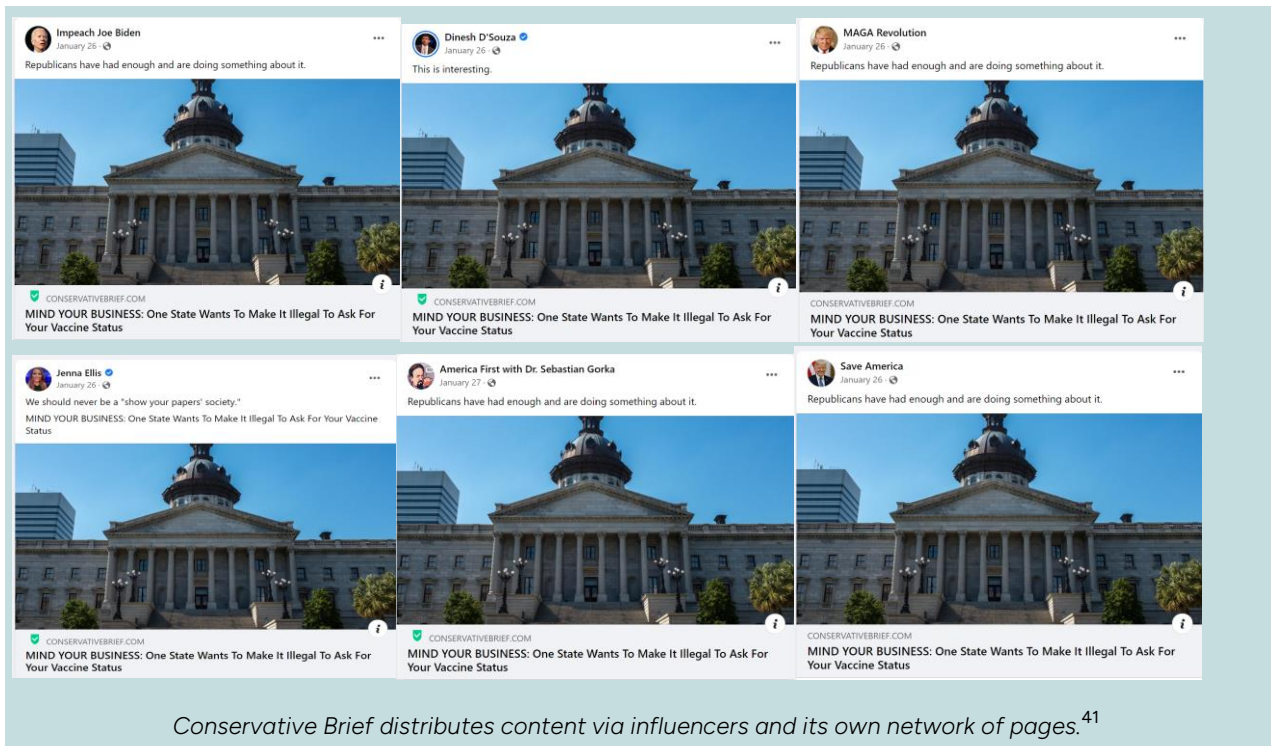 Impeach Joe Biden
January 26 ·
Republicans have had enough and are doing something about it.
CONSERVATIVEBRIEF.COM
MIND YOUR BUSINESS: One State Wants To Make It Illegal To Ask For
Your Vaccine Status
Dinesh D'Souza
January 26 ·
This is interesting.
CONSERVATIVEBRIEF.COM
MIND YOUR BUSINESS: One State Wants To Make It Illegal To Ask For
Your Vaccine Status
MAGA Revolution
January 26 ·
Republicans have had enough and are doing something about it.
CONSERVATIVEBRIEF.COM
MIND YOUR BUSINESS: One State Wants To Make It Illegal To Ask For
Your Vaccine Status
Jenna Ellis
January 26 ·
We should never be a "show your papers' society."
MIND YOUR BUSINESS: One State Wants To Make It Illegal To Ask For Your Vaccine
Status
CONSERVATIVEBRIEF.COM
MIND YOUR BUSINESS: One State Wants To Make It Illegal To Ask For
Your Vaccine Status
America First with Dr. Sebastian Gorka
January 27 ·
Republicans have had enough and are doing something about it.
CONSERVATIVEBRIEF.COM
MIND YOUR BUSINESS: One State Wants To Make It Illegal To Ask For
Your Vaccine Status
Save America
January 26 ·
Republicans have had enough and are doing something about it.
CONSERVATIVEBRIEF.COM
MIND YOUR BUSINESS: One State Wants To Make It Illegal To Ask For
Your Vaccine Status
Conservative Brief distributes content via influencers and its own network of pages.41